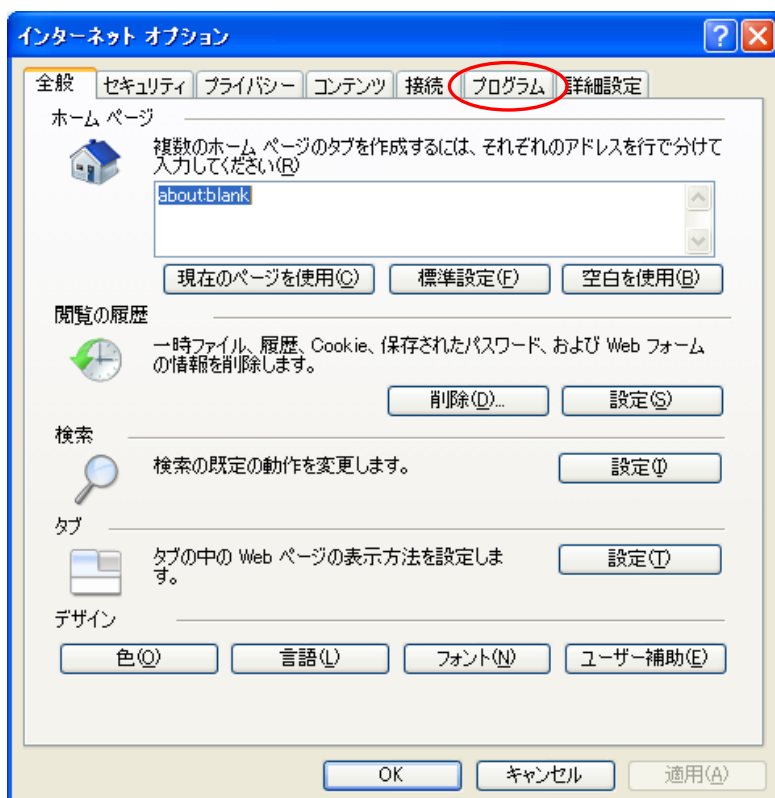 インターネット オプション
全般 セキュリティ プライバシー コンテンツ 接続 プログラム 詳細設定
ホーム ページ
複数のホーム ページのタブを作成するには、それぞれのアドレスを行で分けて
入力してください(R)
about:blank
現在のページを使用(C) 標準設定(F) 空白を使用(B)
閲覧の履歴
一時ファイル、履歴、Cookie、保存されたパスワード、および Web フォーム
の情報を削除します。
削除(D)... 設定(S)
検索
検索の既定の動作を変更します。 設定(I)
タブ
タブの中の Web ページの表示方法を設定しま
す。
設定(T)
デザイン
色(O) 言語(L) フォント(N) ユーザー補助(E)
OK キャンセル 適用(A)